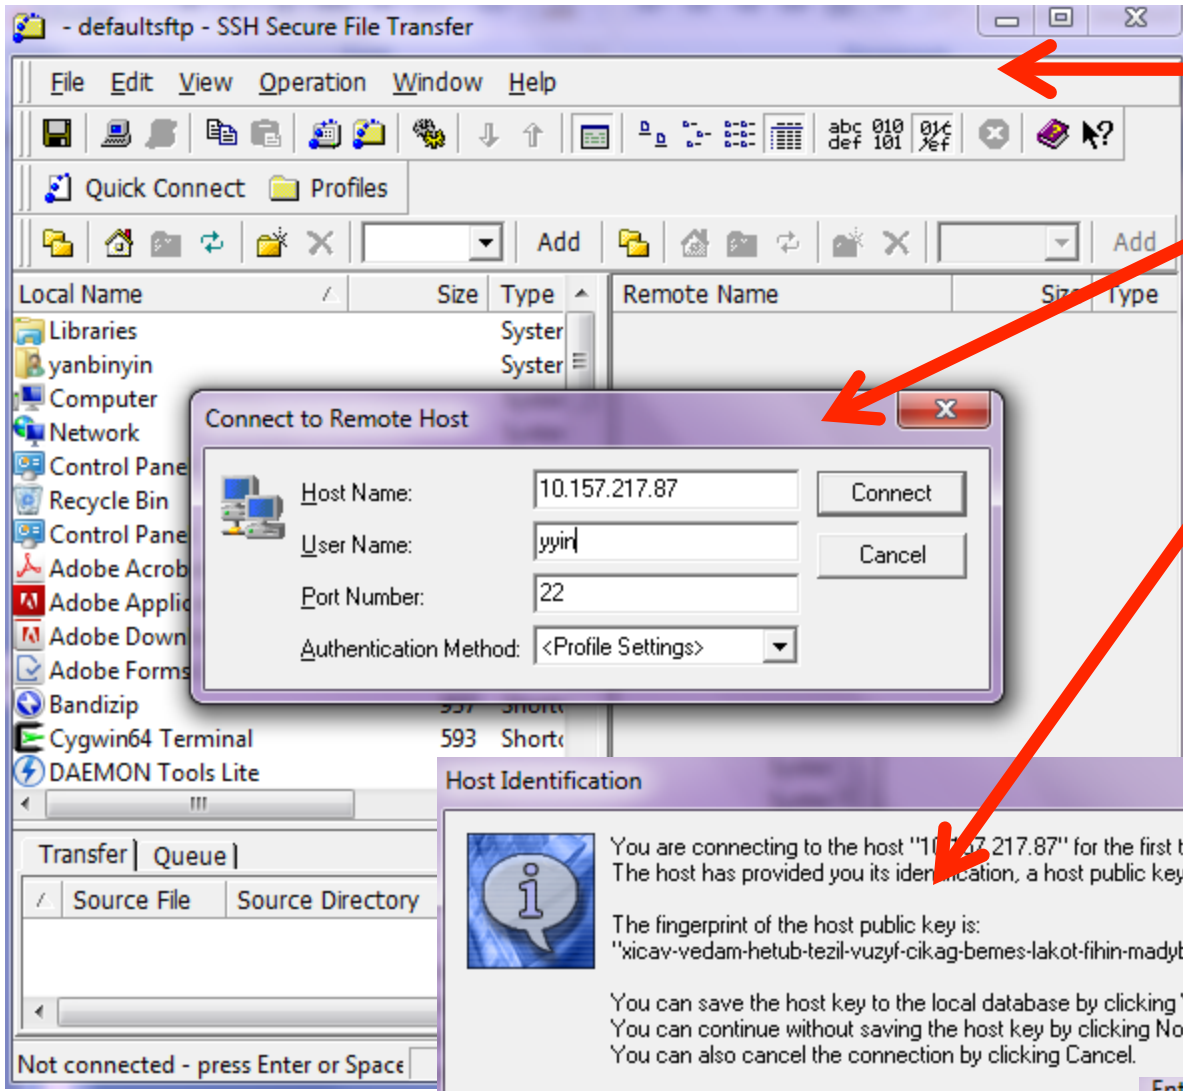 - defaultsftp - SSH Secure File Transfer
File Edit View Operation Window Help
abc def 010 101
Quick Connect Profiles
Add Add
Local Name Size Type Remote Name Size Type
Libraries Syster
yanbinyin Syster
Computer
Network
Control Pane
Recycle Bin
Control Pane
Adobe Acrob
Adobe Applic
Adobe Down
Adobe Forms
Bandizip 957 Shortc
Cygwin64 Terminal 593 Shortc
DAEMON Tools Lite
Connect to Remote Host
Host Name: 10.157.217.87 Connect
User Name: yyin Cancel
Port Number: 22
Authentication Method: <Profile Settings>
Transfer Queue
Source File Source Directory
Not connected - press Enter or Space
Host Identification
You are connecting to the host "10.157.217.87" for the first t
The host has provided you its identification, a host public key
The fingerprint of the host public key is:
"xicav-vedam-hetub-tezil-vuzyf-cikag-bemes-lakot-fihin-madyb
You can save the host key to the local database by clicking
You can continue without saving the host key by clicking No
You can also cancel the connection by clicking Cancel.